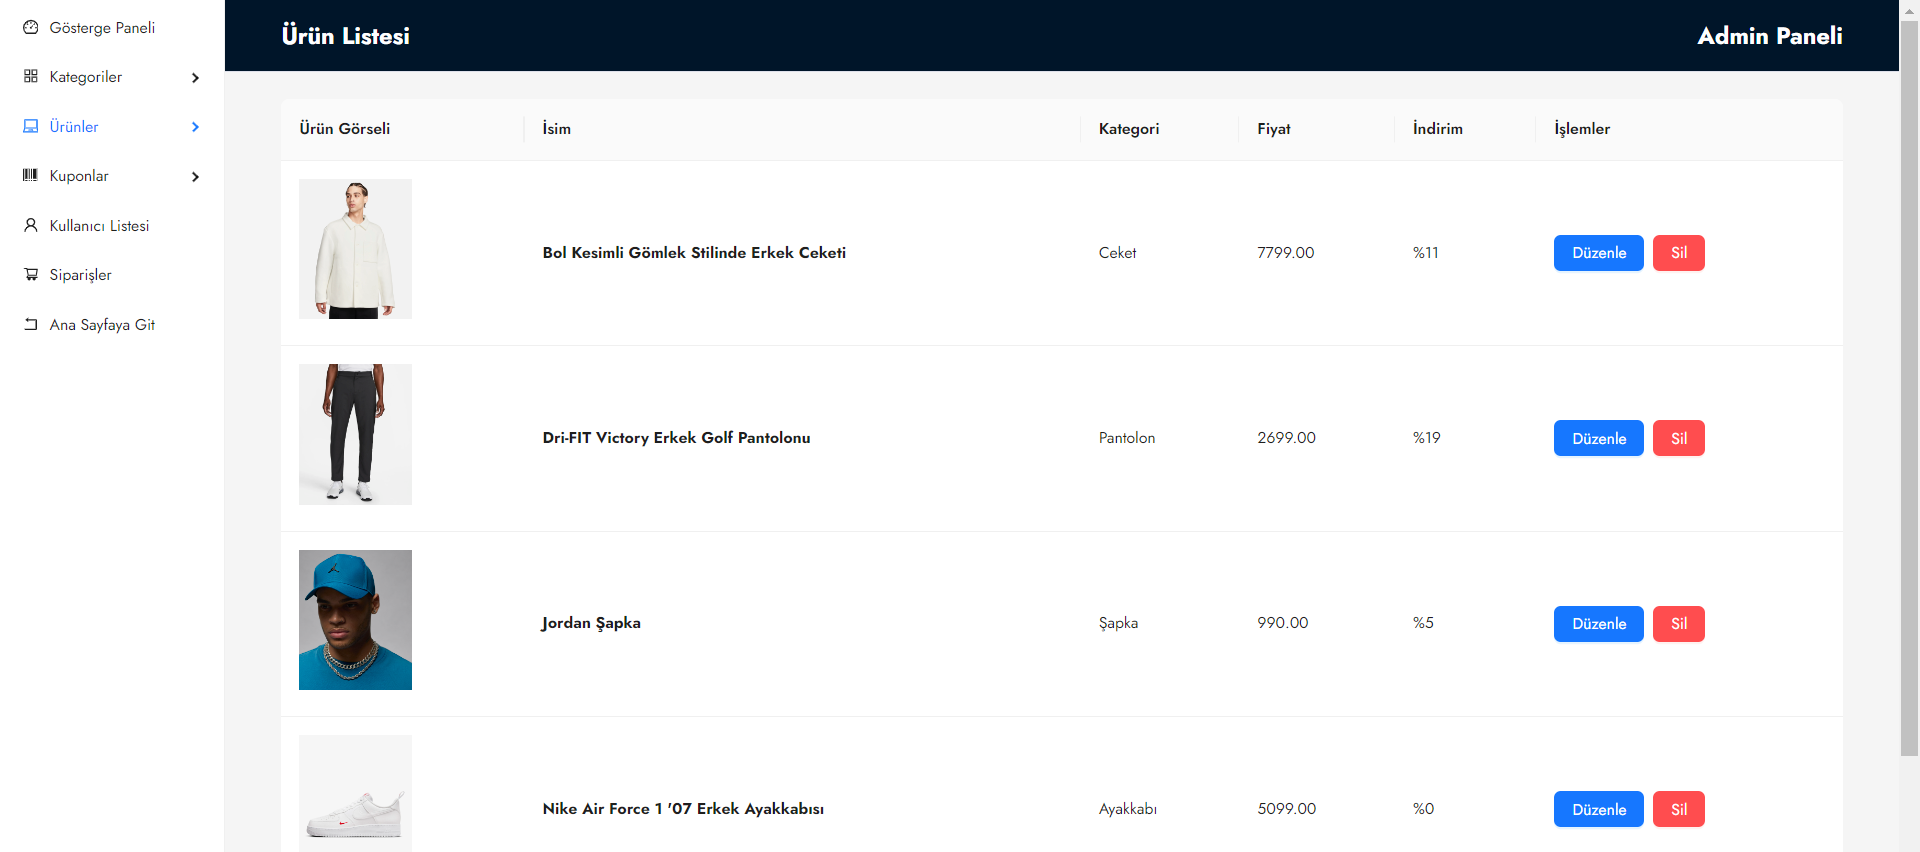 Gösterge Paneli
Kategoriler
Ürünler
Kuponlar
Kullanıcı Listesi
Siparişler
Ana Sayfaya Git
Ürün Listesi
Admin Paneli
Ürün Görseli İsim Kategori Fiyat İndirim İşlemler
Bol Kesimli Gömlek Stilinde Erkek Ceketi Ceket 7799.00 %11 Düzenle Sil
Dri-FIT Victory Erkek Golf Pantolonu Pantolon 2699.00 %19 Düzenle Sil
Jordan Şapka Şapka 990.00 %5 Düzenle Sil
Nike Air Force 1 '07 Erkek Ayakkabısı Ayakkabı 5099.00 %0 Düzenle Sil